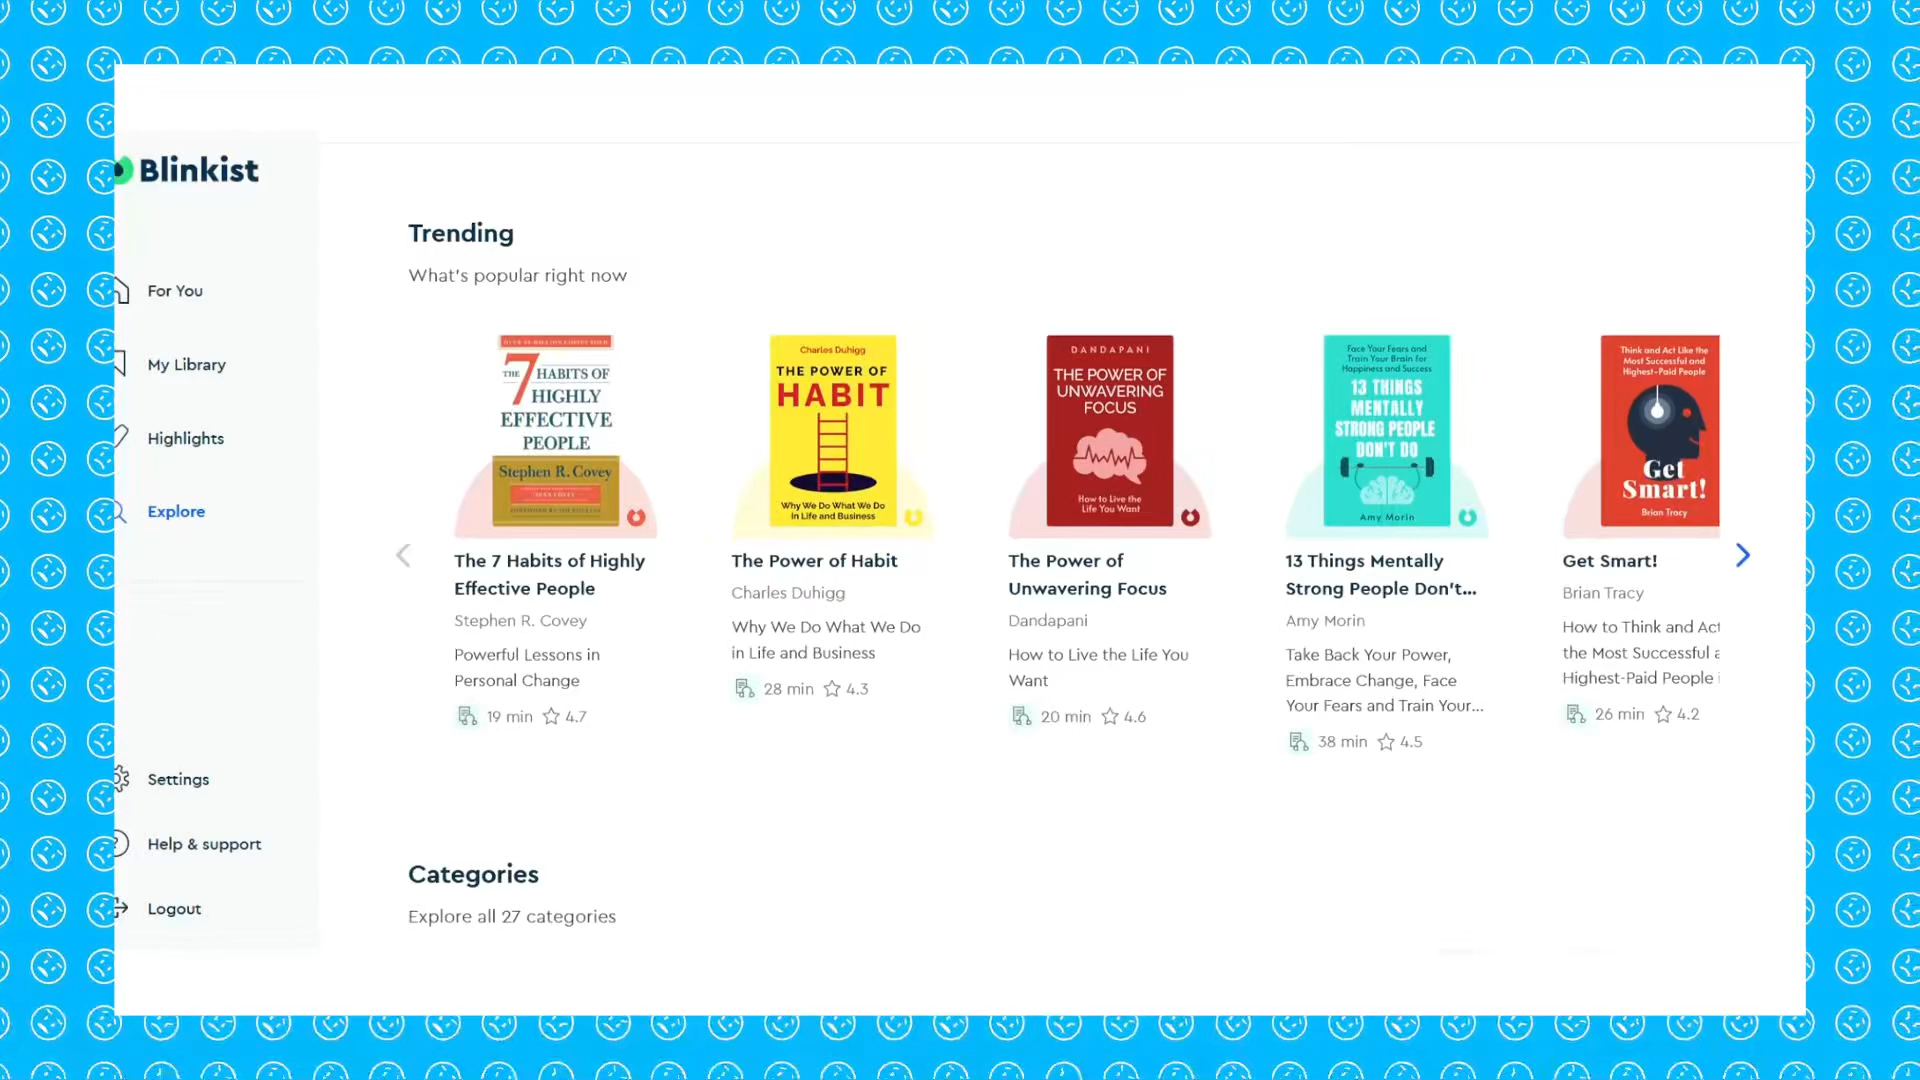 Blinkist
For You
My Library
Highlights
Explore
Settings
Help & support
Logout
Trending
What's popular right now
THE 7 HABITS OF
HIGHLY
EFFECTIVE
PEOPLE
Stephen R. Covey
The 7 Habits of Highly
Effective People
Stephen R. Covey
Powerful Lessons in
Personal Change
19 min 4.7
Charles Duhigg
THE POWER OF
HABIT
Why We Do What We Do
in Life and Business
The Power of Habit
Charles Duhigg
Why We Do What We Do
in Life and Business
28 min 4.3
DANDAPANI
THE POWER OF
UNWAVERING
FOCUS
How to Live the
Life You Want
The Power of
Unwavering Focus
Dandapani
How to Live the Life You
Want
20 min 4.6
Face Your Fears and
Train Your Brain for
Happiness and Success
13 THINGS
MENTALLY
STRONG PEOPLE
DON'T DO
Amy Morin
13 Things Mentally
Strong People Don't...
Amy Morin
Take Back Your Power,
Embrace Change, Face
Your Fears and Train Your...
38 min 4.5
Think and Act Like the
Most Successful and
Highest-Paid People
Get
Smart!
Brian Tracy
Get Smart!
Brian Tracy
How to Think and Act
the Most Successful a
Highest-Paid People i
26 min 4.2
Categories
Explore all 27 categories